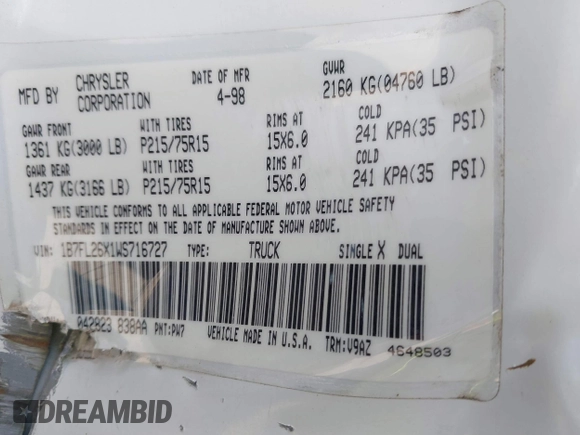 MFD BY CHRYSLER CORPORATION DATE OF MFR 4-98 GVWR 2160 KG(04760 LB)
GAWR FRONT WITH TIRES RIMS AT COLD
1361 KG(3000 LB) P215/75R15 15X6.0 241 KPA(35 PSI)
GAWR REAR WITH TIRES RIMS AT COLD
1437 KG(3166 LB) P215/75R15 15X6.0 241 KPA(35 PSI)
THIS VEHICLE CONFORMS TO ALL APPLICABLE FEDERAL MOTOR VEHICLE SAFETY
STANDARDS IN EFFECT ON THE DATE OF MANUFACTURE SHOWN ABOVE.
VIN: 1B7FL26X1WS716727 TYPE: TRUCK SINGLE X DUAL
042823 838AA PNT:PW7 VEHICLE MADE IN U.S.A. TRM:V9AZ 4648503
DREAMBID